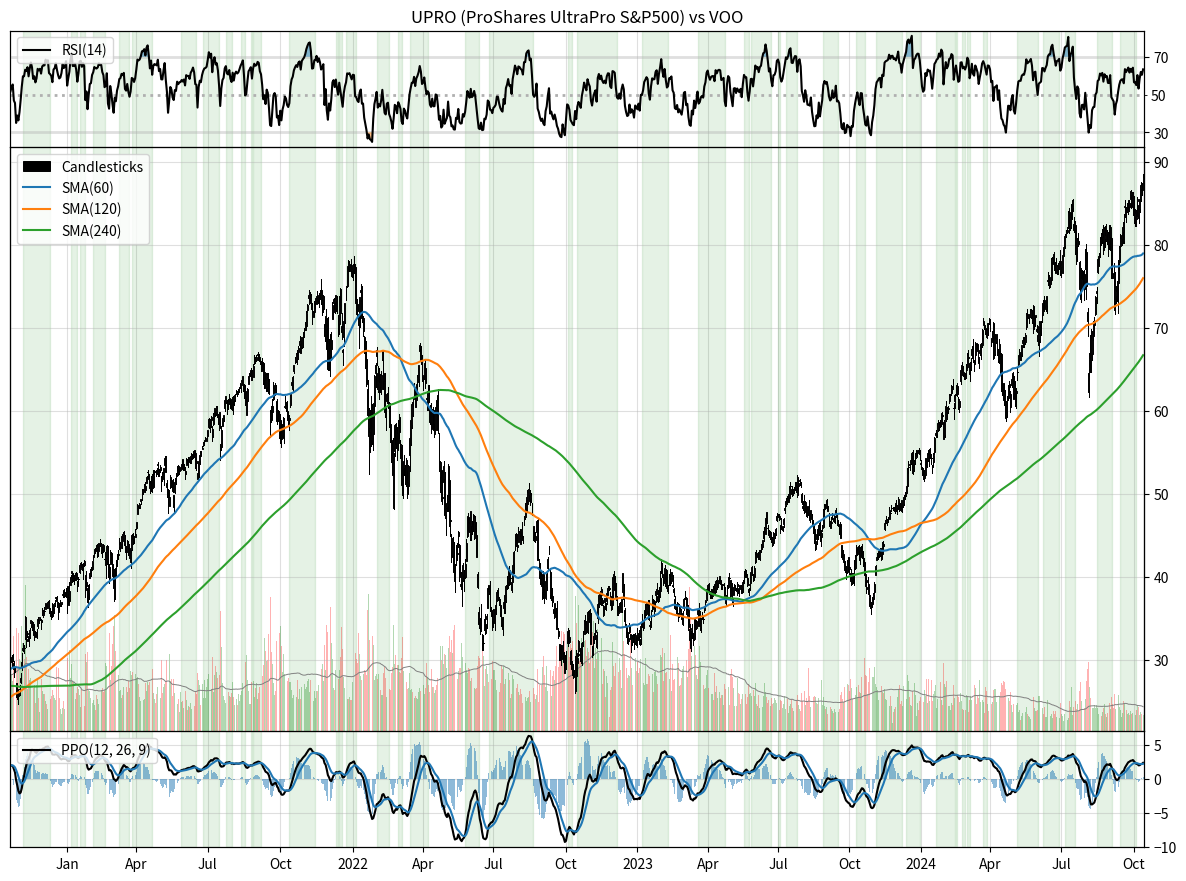 UPRO (ProShares UltraPro S&P500) vs VOO
RSI(14)
70
50
30
Candlesticks
SMA(60)
SMA(120)
SMA(240)
90
80
70
60
50
40
30
PPO(12, 26, 9)
5
0
−5
−10
Jan Apr Jul Oct 2022 Apr Jul Oct 2023 Apr Jul Oct 2024 Apr Jul Oct